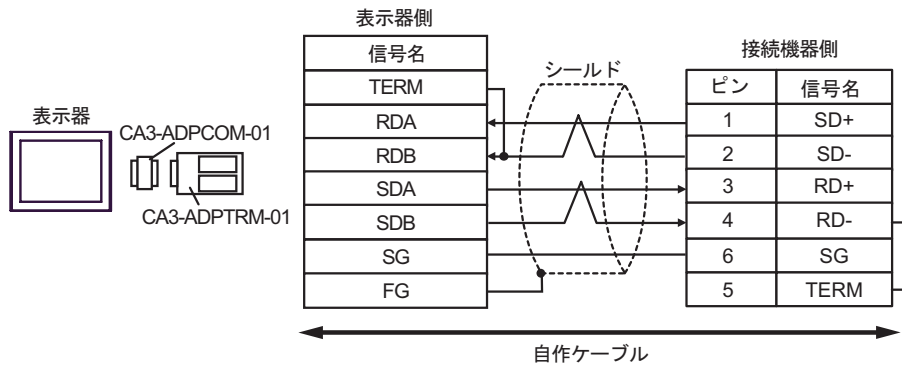 表示器側
接続機器側
シールド
表示器
CA3-ADPCOM-01
CA3-ADPTRM-01
信号名
TERM
RDA
RDB
SDA
SDB
SG
FG
ピン 信号名
1 SD+
2 SD-
3 RD+
4 RD-
6 SG
5 TERM
自作ケーブル